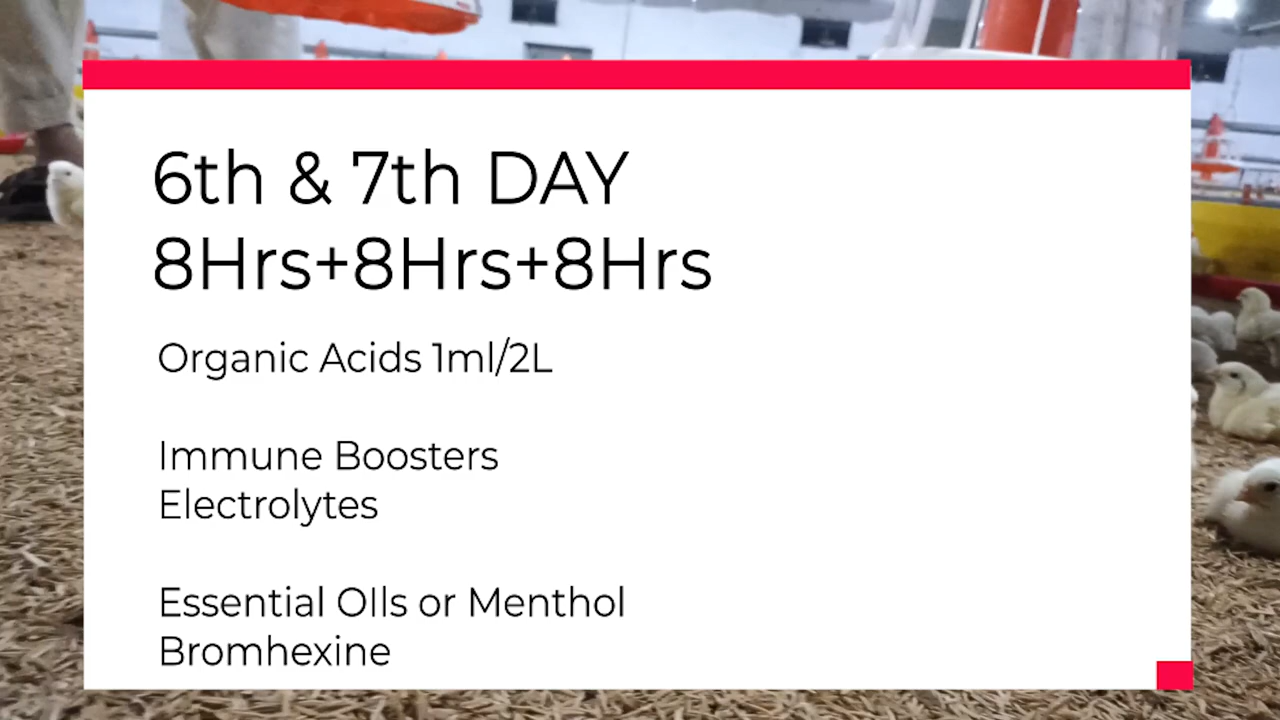 6th & 7th DAY
8Hrs+8Hrs+8Hrs
Organic Acids 1ml/2L
Immune Boosters
Electrolytes
Essential OIls or Menthol
Bromhexine